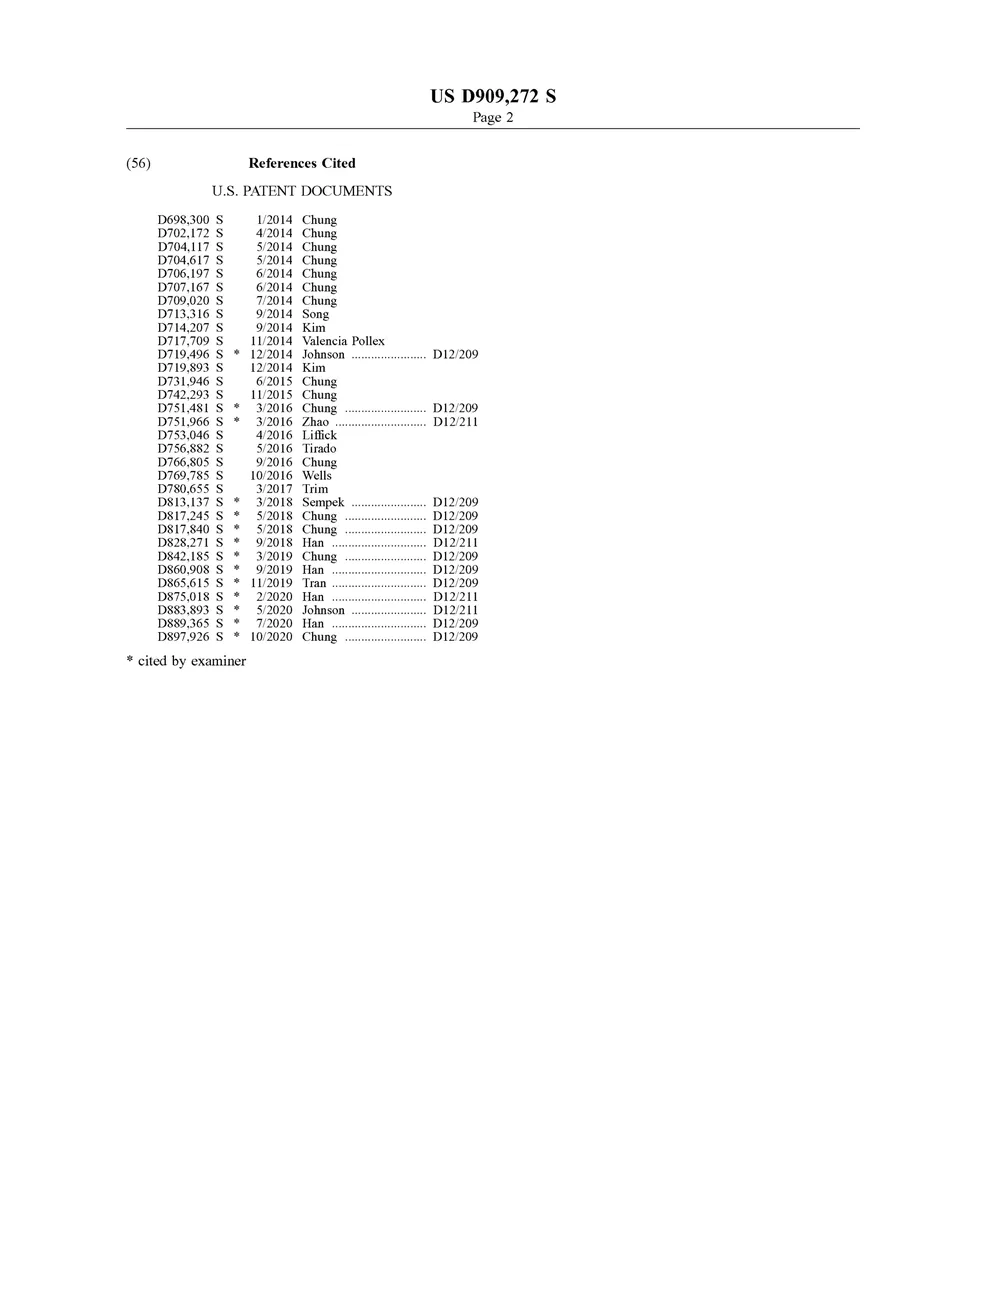 US D909,272 S
Page 2
(56) References Cited
U.S. PATENT DOCUMENTS
D698,300 S 1/2014 Chung
D702,172 S 4/2014 Chung
D704,117 S 5/2014 Chung
D704,617 S 5/2014 Chung
D706,197 S 6/2014 Chung
D707,167 S 6/2014 Chung
D709,020 S 7/2014 Chung
D713,316 S 9/2014 Song
D714,207 S 9/2014 Kim
D717,709 S 11/2014 Valencia Pollex
D719,496 S * 12/2014 Johnson ....................... D12/209
D719,893 S 12/2014 Kim
D731,946 S 6/2015 Chung
D742,293 S 11/2015 Chung
D751,481 S * 3/2016 Chung ......................... D12/209
D751,966 S * 3/2016 Zhao ............................ D12/211
D753,046 S 4/2016 Liffick
D756,882 S 5/2016 Tirado
D766,805 S 9/2016 Chung
D769,785 S 10/2016 Wells
D780,655 S 3/2017 Trim
D813,137 S * 3/2018 Sempek ....................... D12/209
D817,245 S * 5/2018 Chung ......................... D12/209
D817,840 S * 5/2018 Chung ......................... D12/209
D828,271 S * 9/2018 Han ............................. D12/211
D842,185 S * 3/2019 Chung ......................... D12/209
D860,908 S * 9/2019 Han ............................. D12/209
D865,615 S * 11/2019 Tran ............................. D12/209
D875,018 S * 2/2020 Han ............................. D12/211
D883,893 S * 5/2020 Johnson ....................... D12/211
D889,365 S * 7/2020 Han ............................. D12/209
D897,926 S * 10/2020 Chung ......................... D12/209
* cited by examiner